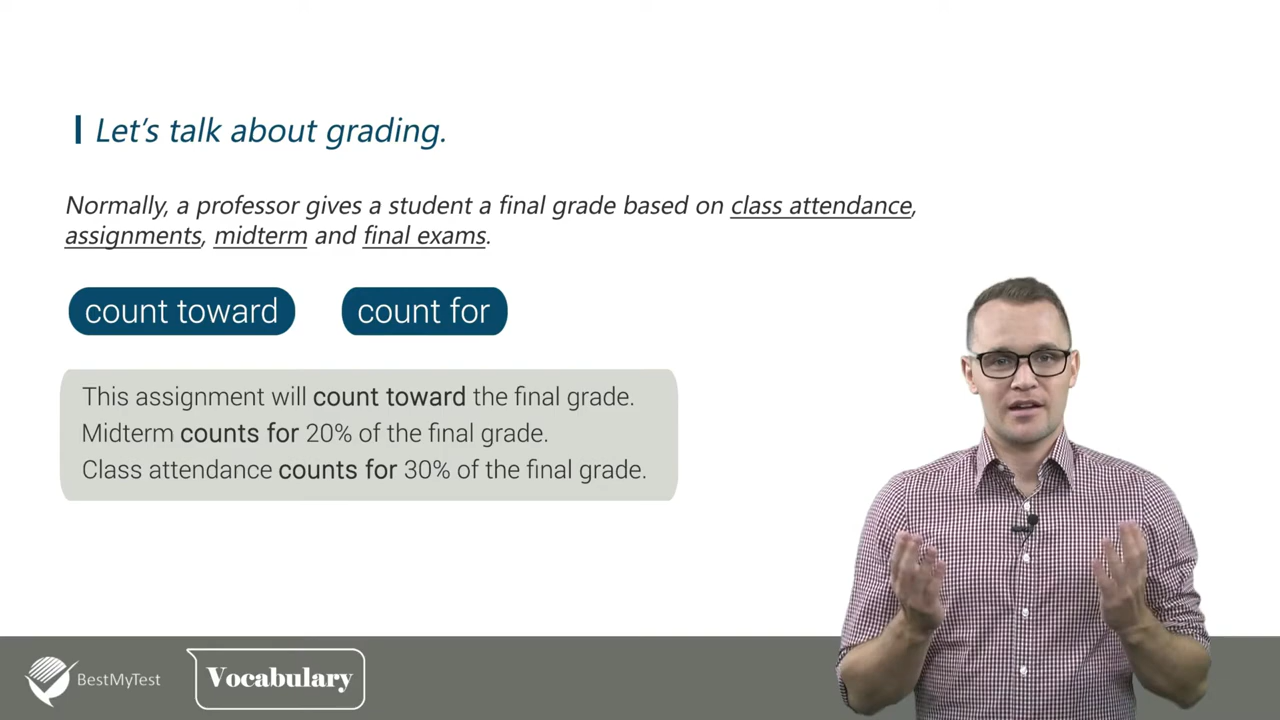 Let's talk about grading.
Normally, a professor gives a student a final grade based on class attendance,
assignments, midterm and final exams.
count toward
count for
This assignment will count toward the final grade.
Midterm counts for 20% of the final grade.
Class attendance counts for 30% of the final grade.
BestMyTest
Vocabulary